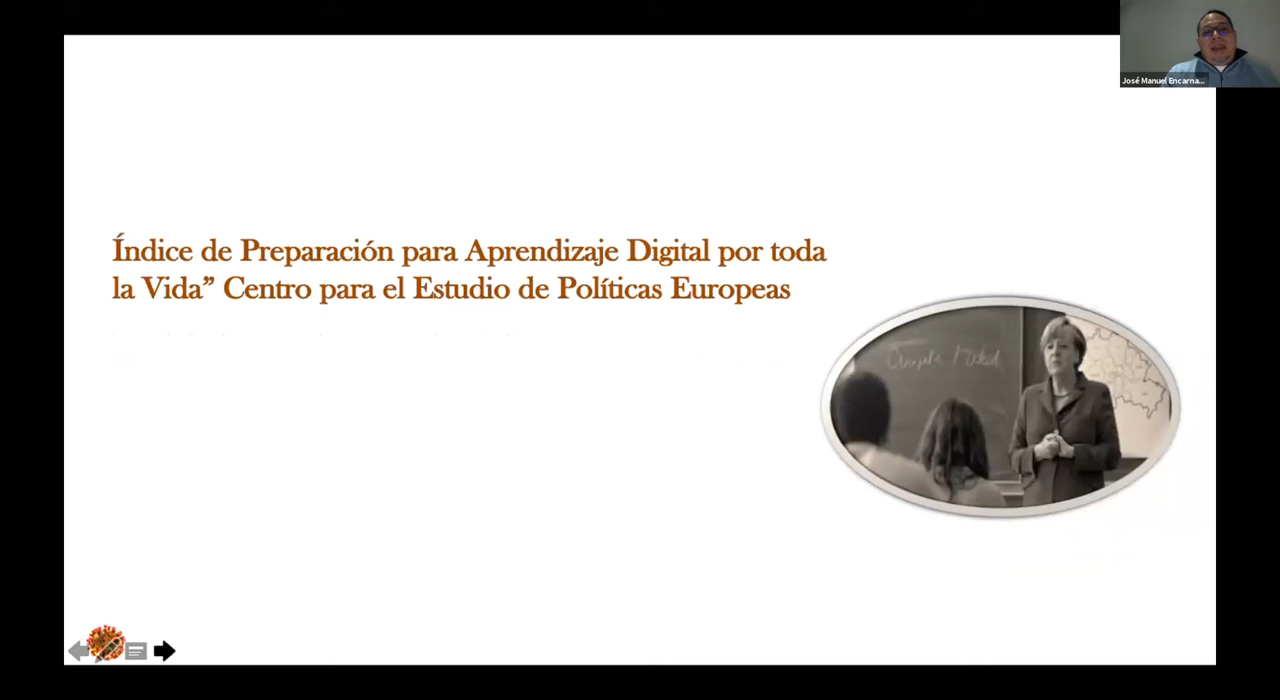 José Manuel Encarna...
Índice de Preparación para Aprendizaje Digital por toda
la Vida” Centro para el Estudio de Políticas Europeas